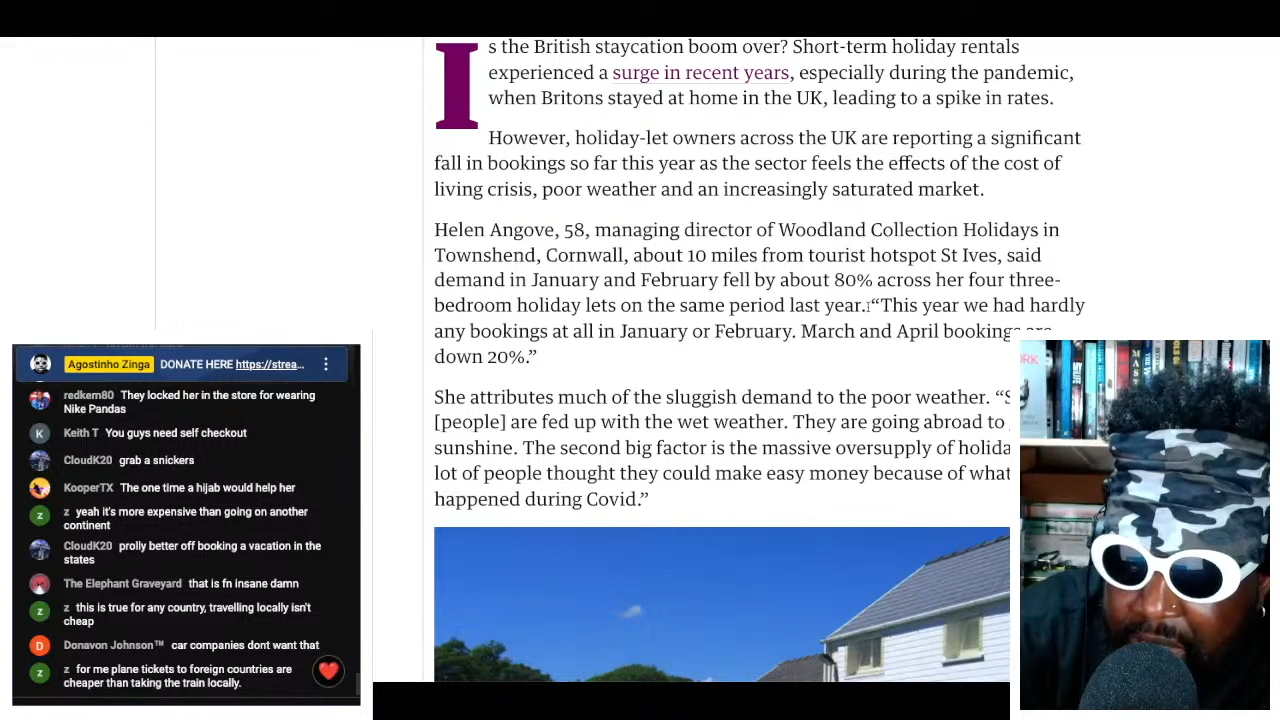 Is the British staycation boom over? Short-term holiday rentals
experienced a surge in recent years, especially during the pandemic,
when Britons stayed at home in the UK, leading to a spike in rates.
However, holiday-let owners across the UK are reporting a significant
fall in bookings so far this year as the sector feels the effects of the cost of
living crisis, poor weather and an increasingly saturated market.
Helen Angove, 58, managing director of Woodland Collection Holidays in
Townshend, Cornwall, about 10 miles from tourist hotspot St Ives, said
demand in January and February fell by about 80% across her four three-
bedroom holiday lets on the same period last year. “This year we had hardly
any bookings at all in January or February. March and April bookings are
down 20%.”
She attributes much of the sluggish demand to the poor weather. “
[people] are fed up with the wet weather. They are going abroad to
sunshine. The second big factor is the massive oversupply of holida
lot of people thought they could make easy money because of what
happened during Covid.”
Agostinho Zinga DONATE HERE https://strea...
redkem80 They locked her in the store for wearing
Nike Pandas
K Keith T You guys need self checkout
CloudK20 grab a snickers
KooperTX The one time a hijab would help her
z z yeah it's more expensive than going on another
continent
CloudK20 prolly better off booking a vacation in the
states
The Elephant Graveyard that is fn insane damn
z z this is true for any country, travelling locally isn't
cheap
D Donavon Johnson™ car companies dont want that
z z for me plane tickets to foreign countries are
cheaper than taking the train locally.